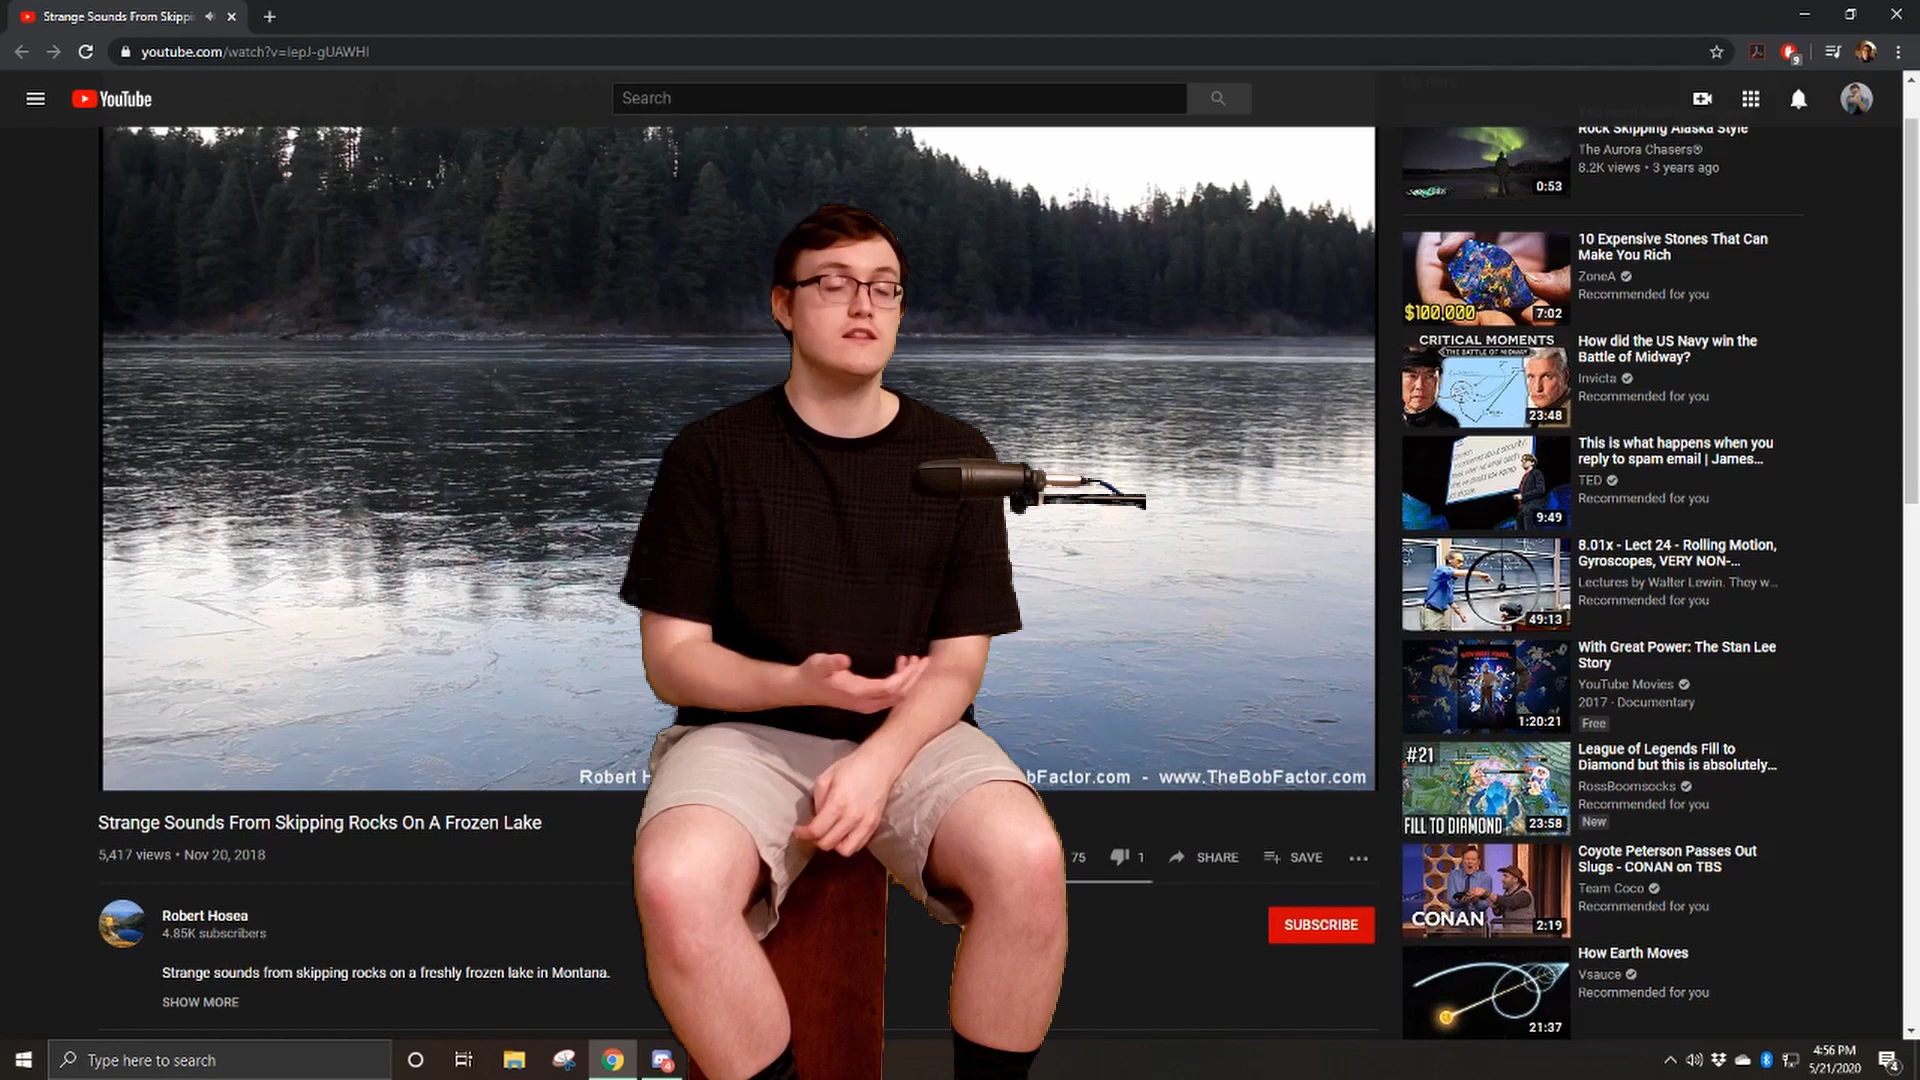 Strange Sounds From Skippi
youtube.com/watch?v=IepJ-gUAWHI
9
YouTube
Search
Robert H
bFactor.com - www.TheBobFactor.com
Strange Sounds From Skipping Rocks On A Frozen Lake
5,417 views • Nov 20, 2018
75
1
SHARE
SAVE
Robert Hosea
4.85K subscribers
SUBSCRIBE
Strange sounds from skipping rocks on a freshly frozen lake in Montana.
SHOW MORE
Rock Skipping Alaska Style
The Aurora Chasers®
8.2K views • 3 years ago
0:53
10 Expensive Stones That Can
Make You Rich
ZoneA
Recommended for you
$100,000
7:02
CRITICAL MOMENTS
THE BATTLE OF MIDWAY
How did the US Navy win the
Battle of Midway?
Invicta
Recommended for you
23:48
This is what happens when you
reply to spam email | James...
TED
Recommended for you
9:49
8.01x - Lect 24 - Rolling Motion,
Gyroscopes, VERY NON-...
Lectures by Walter Lewin. They w...
Recommended for you
49:13
With Great Power: The Stan Lee
Story
YouTube Movies
2017 · Documentary
Free
1:20:21
#21
FILL TO DIAMOND
League of Legends Fill to
Diamond but this is absolutely...
RossBoomsocks
Recommended for you
New
23:58
Coyote Peterson Passes Out
Slugs - CONAN on TBS
Team Coco
Recommended for you
CONAN
2:19
How Earth Moves
Vsauce
Recommended for you
21:37
Type here to search
4
4:56 PM
5/21/2020
4